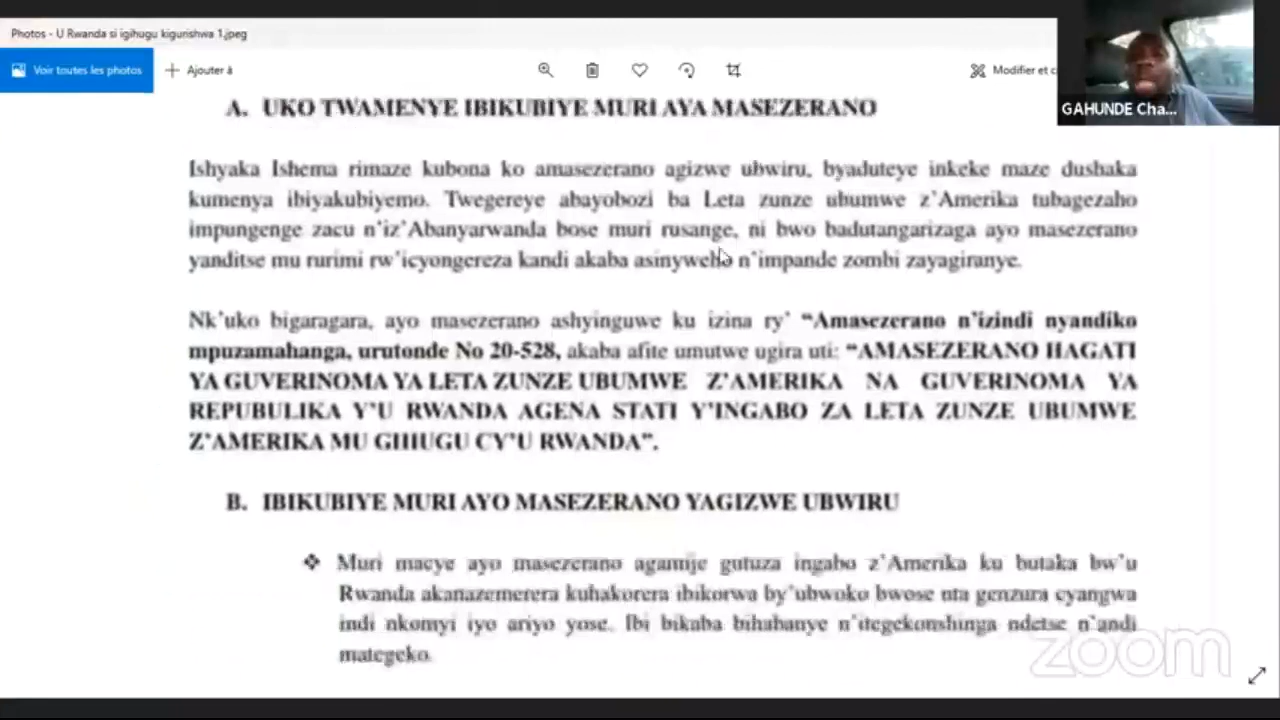 Photos - U Rwanda si igihugu kigurishwa 1.jpeg
Voir toutes les photos
Ajouter à
Modifier et c
GAHUNDE Cha...
A. UKO TWAMENYE IBIKUBIYE MURI AYA MASEZERANO
Ishyaka Ishema rimaze kubona ko amasezerano agizwe ubwiru, byaduteye inkeke maze dushaka
kumenya ibiyakubiyemo. Twegereye abayobozi ba Leta zunze ubumwe z'Amerika tubagezaho
impungenge zacu n'iz'Abanyarwanda bose muri rusange, ni bwo badutangarizaga ayo masezerano
yanditse mu rurimi rw'icyongereza kandi akaba asinyweho n'impande zombi zayagiranye.
Nk'uko bigaragara, ayo masezerano ashyinguwe ku izina ry' “Amasezerano n'izindi nyandiko
mpuzamahanga, urutonde No 20-528, akaba afite umutwe ugira uti: “AMASEZERANO HAGATI
YA GUVERINOMA YA LETA ZUNZE UBUMWE Z'AMERIKA NA GUVERINOMA YA
REPUBULIKA Y'U RWANDA AGENA STATI Y'INGABO ZA LETA ZUNZE UBUMWE
Z'AMERIKA MU GIHUGU CY'U RWANDA”.
B. IBIKUBIYE MURI AYO MASEZERANO YAGIZWE UBWIRU
❖ Muri macye ayo masezerano agamije gutuza ingabo z'Amerika ku butaka bw'u
Rwanda akanazemerera kuhakorera ibikorwa by'ubwoko bwose nta genzura cyangwa
indi nkomyi iyo ariyo yose. Ibi bikaba bihabanye n'itegekonshinga ndetse n'andi
mategeko.
zoom